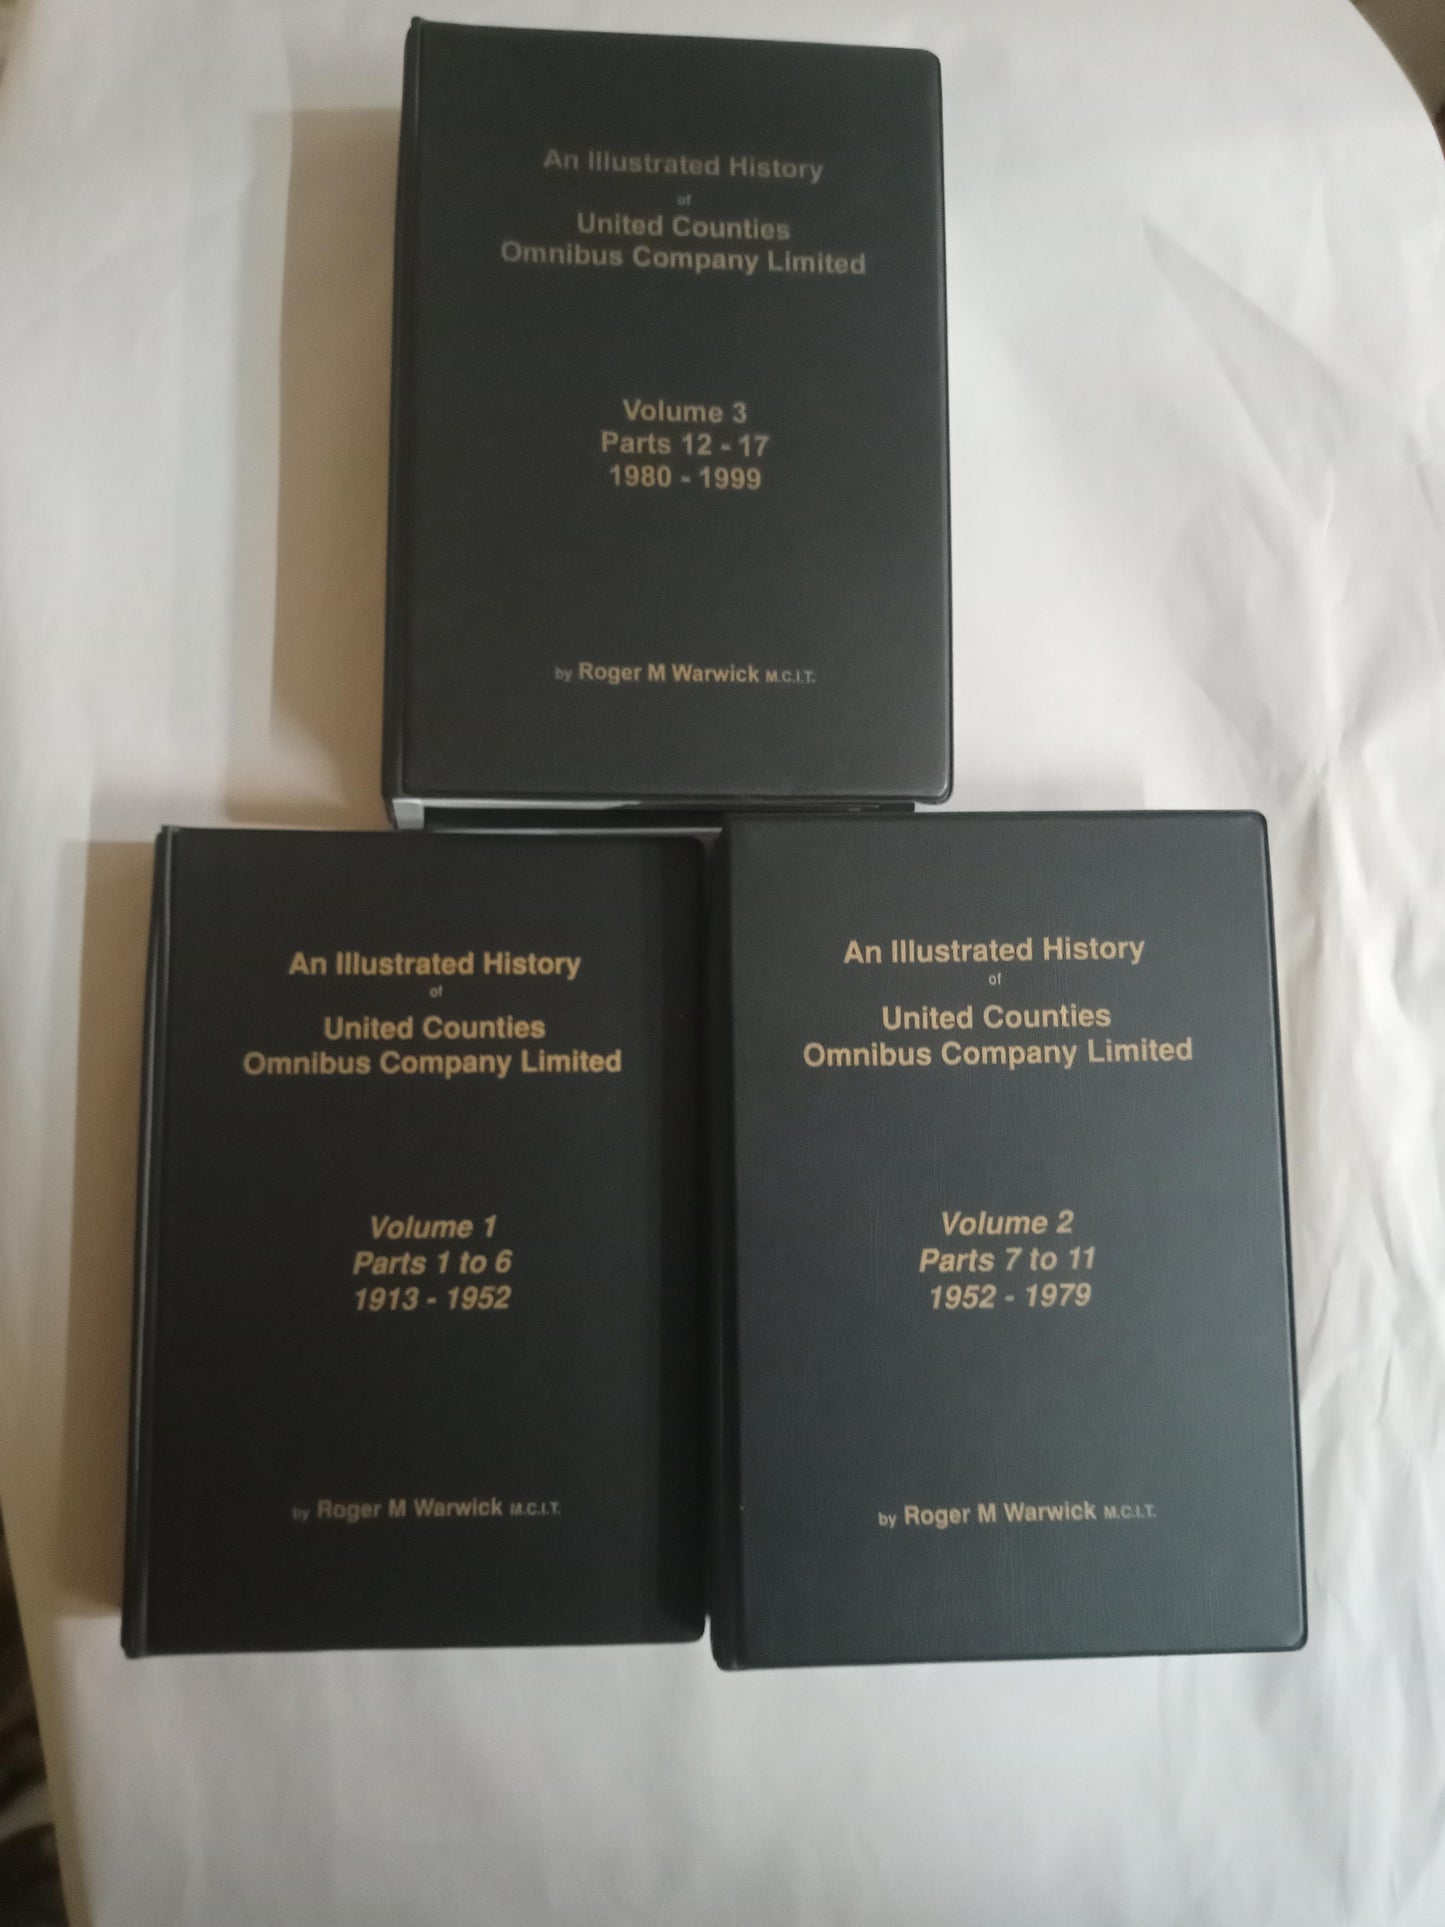 An Illustrated History
of
United Counties
Omnibus Company Limited
Volume 3
Parts 12 - 17
1980 - 1999
by Roger M Warwick M.C.I.T.
An Illustrated History
of
United Counties
Omnibus Company Limited
Volume 1
Parts 1 to 6
1913 - 1952
by Roger M Warwick M.C.I.T.
An Illustrated History
of
United Counties
Omnibus Company Limited
Volume 2
Parts 7 to 11
1952 - 1979
by Roger M Warwick M.C.I.T.